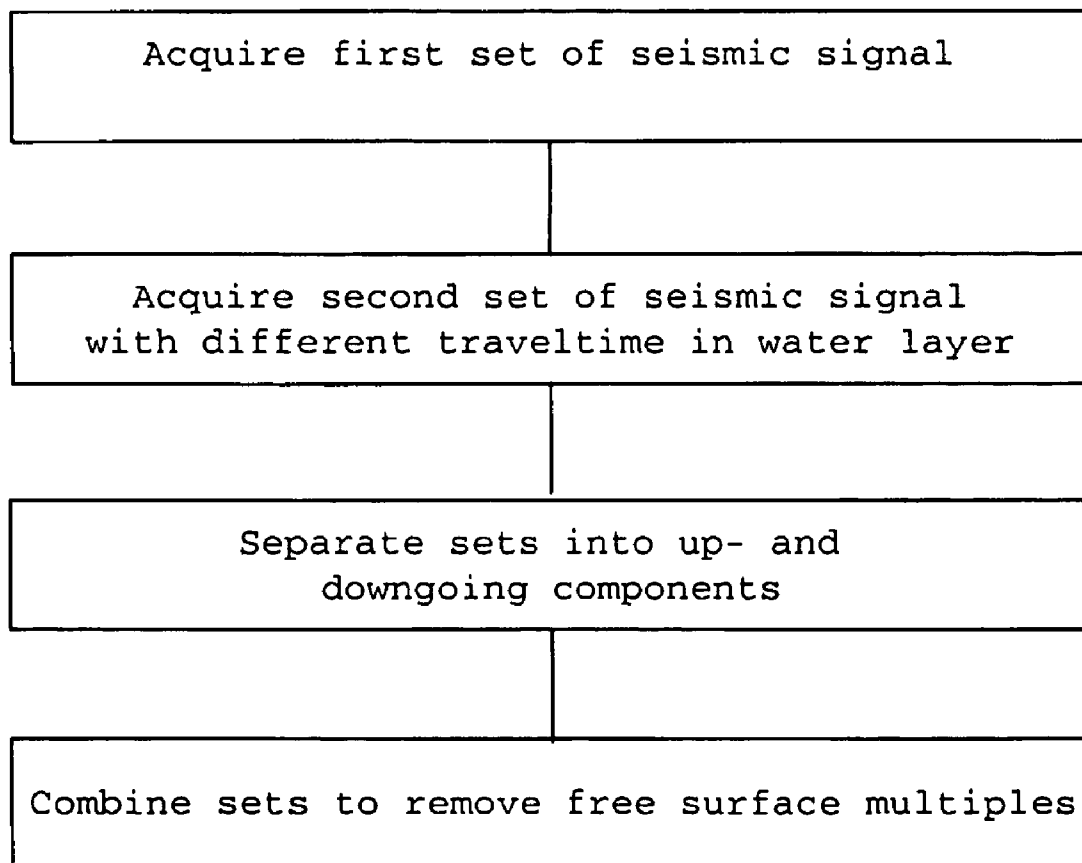 Acquire first set of seismic signal
Acquire second set of seismic signal
with different traveltime in water layer
Separate sets into up- and
downgoing components
Combine sets to remove free surface multiples